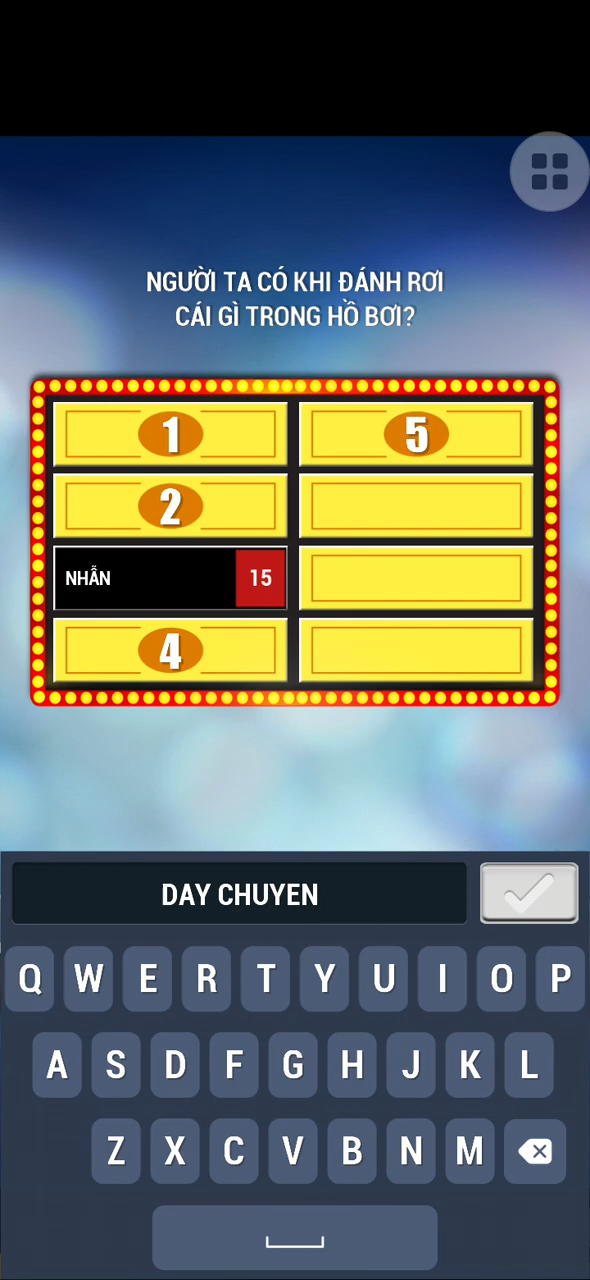 NGƯỜI TA CÓ KHI ĐÁNH RƠI
CÁI GÌ TRONG HỒ BƠI?
1
5
2
NHẪN 15
4
DAY CHUYEN
Q W E R T Y U I O P
A S D F G H J K L
Z X C V B N M